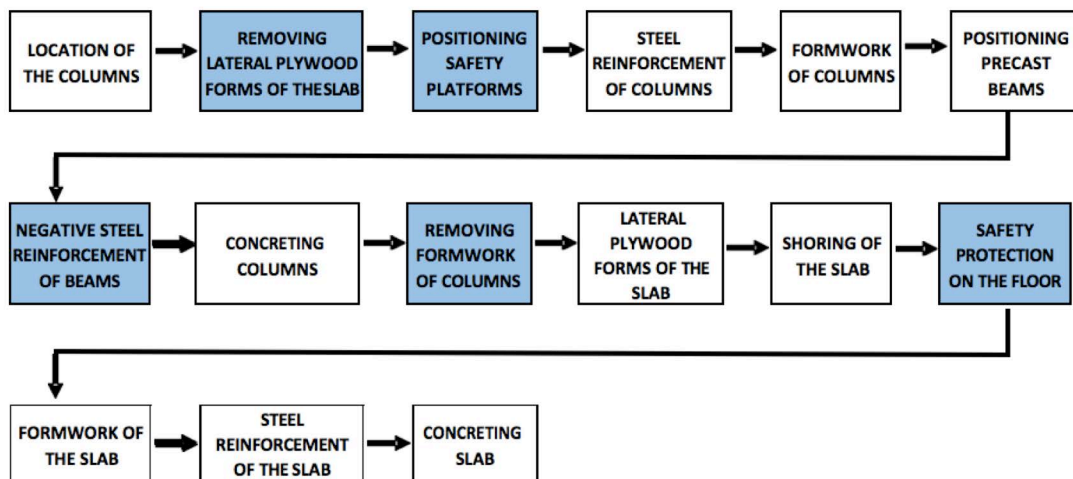 LOCATION OF
THE COLUMNS
REMOVING
LATERAL PLYWOOD
FORMS OF THESLAB
POSITIONING
SAFETY
PLATFORMS
STEEL
REINFORCEMENT
OF COLUMNS
FORMWORK
OF COLUMNS
POSITIONING
PRECAST
BEAMS
NEGATIVE STEEL
REINFORCEMENT
OF BEAMS
CONCRETING
COLUMNS
REMOVING
FORMWORK
OF COLUMNS
LATERAL
PLYWOOD
FORMS OF THE
SLAB
SHORING OF
THE SLAB
SAFETY
PROTECTION
ON THE FLOOR
FORMWORK OF
THE SLAB
STEEL
REINFORCEMENT
OF THE SLAB
CONCRETING
SLAB